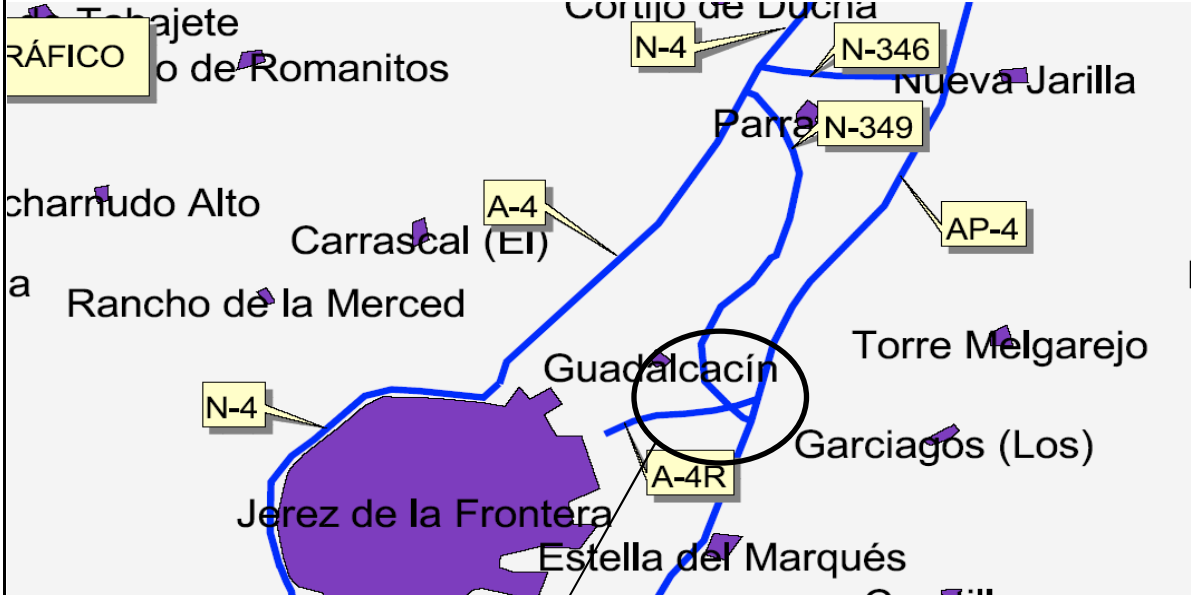 Cortijo de Ducha
Tabajete
N-4
N-346
RÁFICO
o de Romanitos
Nueva Jarilla
Parra
N-349
charnudo Alto
A-4
Carrascal (El)
AP-4
a
Rancho de la Merced
Torre Melgarejo
Guadalcacín
N-4
Garciagos (Los)
A-4R
Jerez de la Frontera
Estella del Marqués